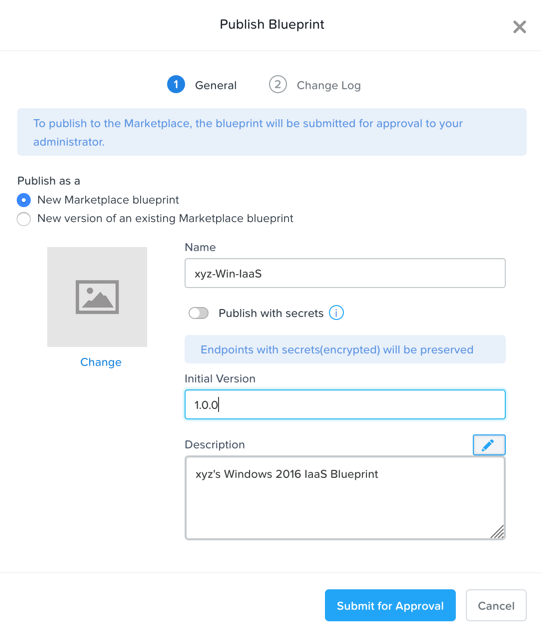 Publish Blueprint
1 General
2 Change Log
To publish to the Marketplace, the blueprint will be submitted for approval to your
administrator.
Publish as a
New Marketplace blueprint
New version of an existing Marketplace blueprint
Name
xyz-Win-IaaS
Publish with secrets
Endpoints with secrets(encrypted) will be preserved
Change
Initial Version
1.0.0
Description
xyz's Windows 2016 IaaS Blueprint
Submit for Approval
Cancel